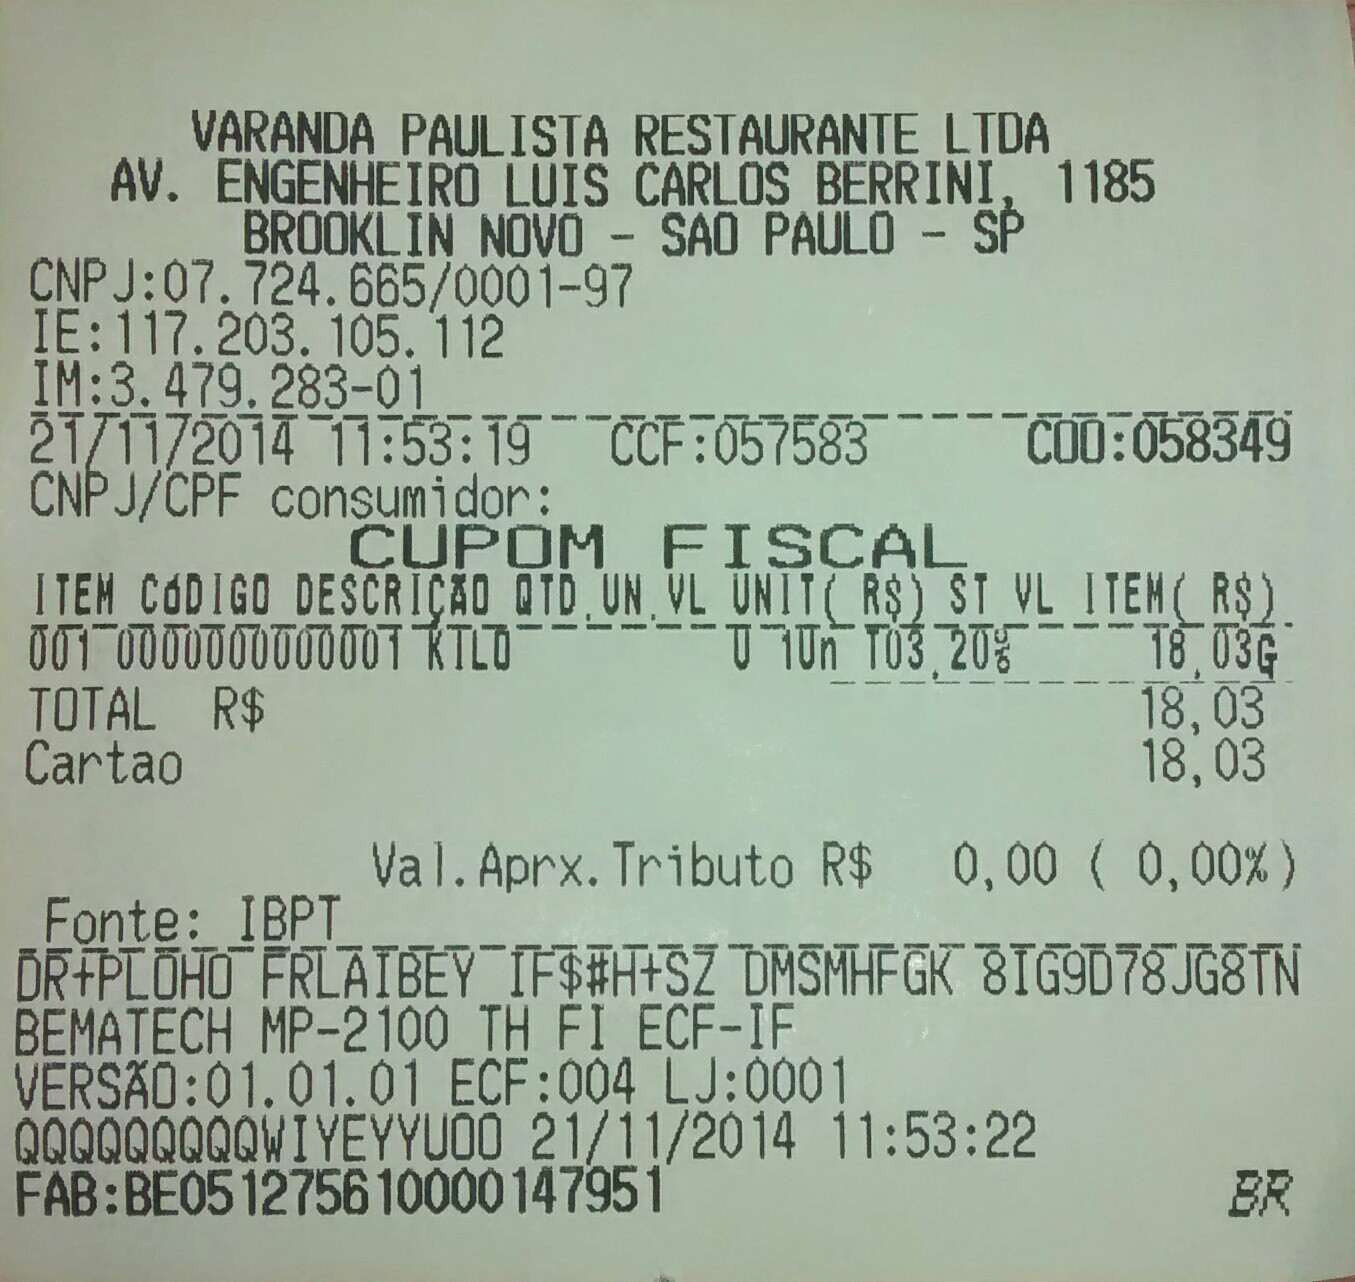 VARANDA PAULISTA RESTAURANTE LTDA
AV. ENGENHEIRO LUIS CARLOS BERRINI, 1185
BROOKLIN NOVO - SAO PAULO - SP
CNPJ:07.724.665/0001-97
IE:117.203.105.112
IM:3.479.283-01
21/11/2014 11:53:19 CCF:057583 COO:058349
CNPJ/CPF consumidor:
CUPOM FISCAL
ITEM CóDIGO DESCRIÇÃO QTD.UN.VL UNIT( R$) ST VL ITEM( R$)
001 0000000000001 KILO 0 1Un T03,20% 18,03G
TOTAL R$ 18,03
Cartao 18,03
Val.Aprx.Tributo R$ 0,00 ( 0,00%)
Fonte: IBPT
DR+PLOHO FRLAIBEY IF$#H+SZ DMSMHFGK 8IG9D78JG8TN
BEMATECH MP-2100 TH FI ECF-IF
VERSÃO:01.01.01 ECF:004 LJ:0001
QQQQQQQQQWIYEYYUOO 21/11/2014 11:53:22
FAB:BE051275610000147951 BR